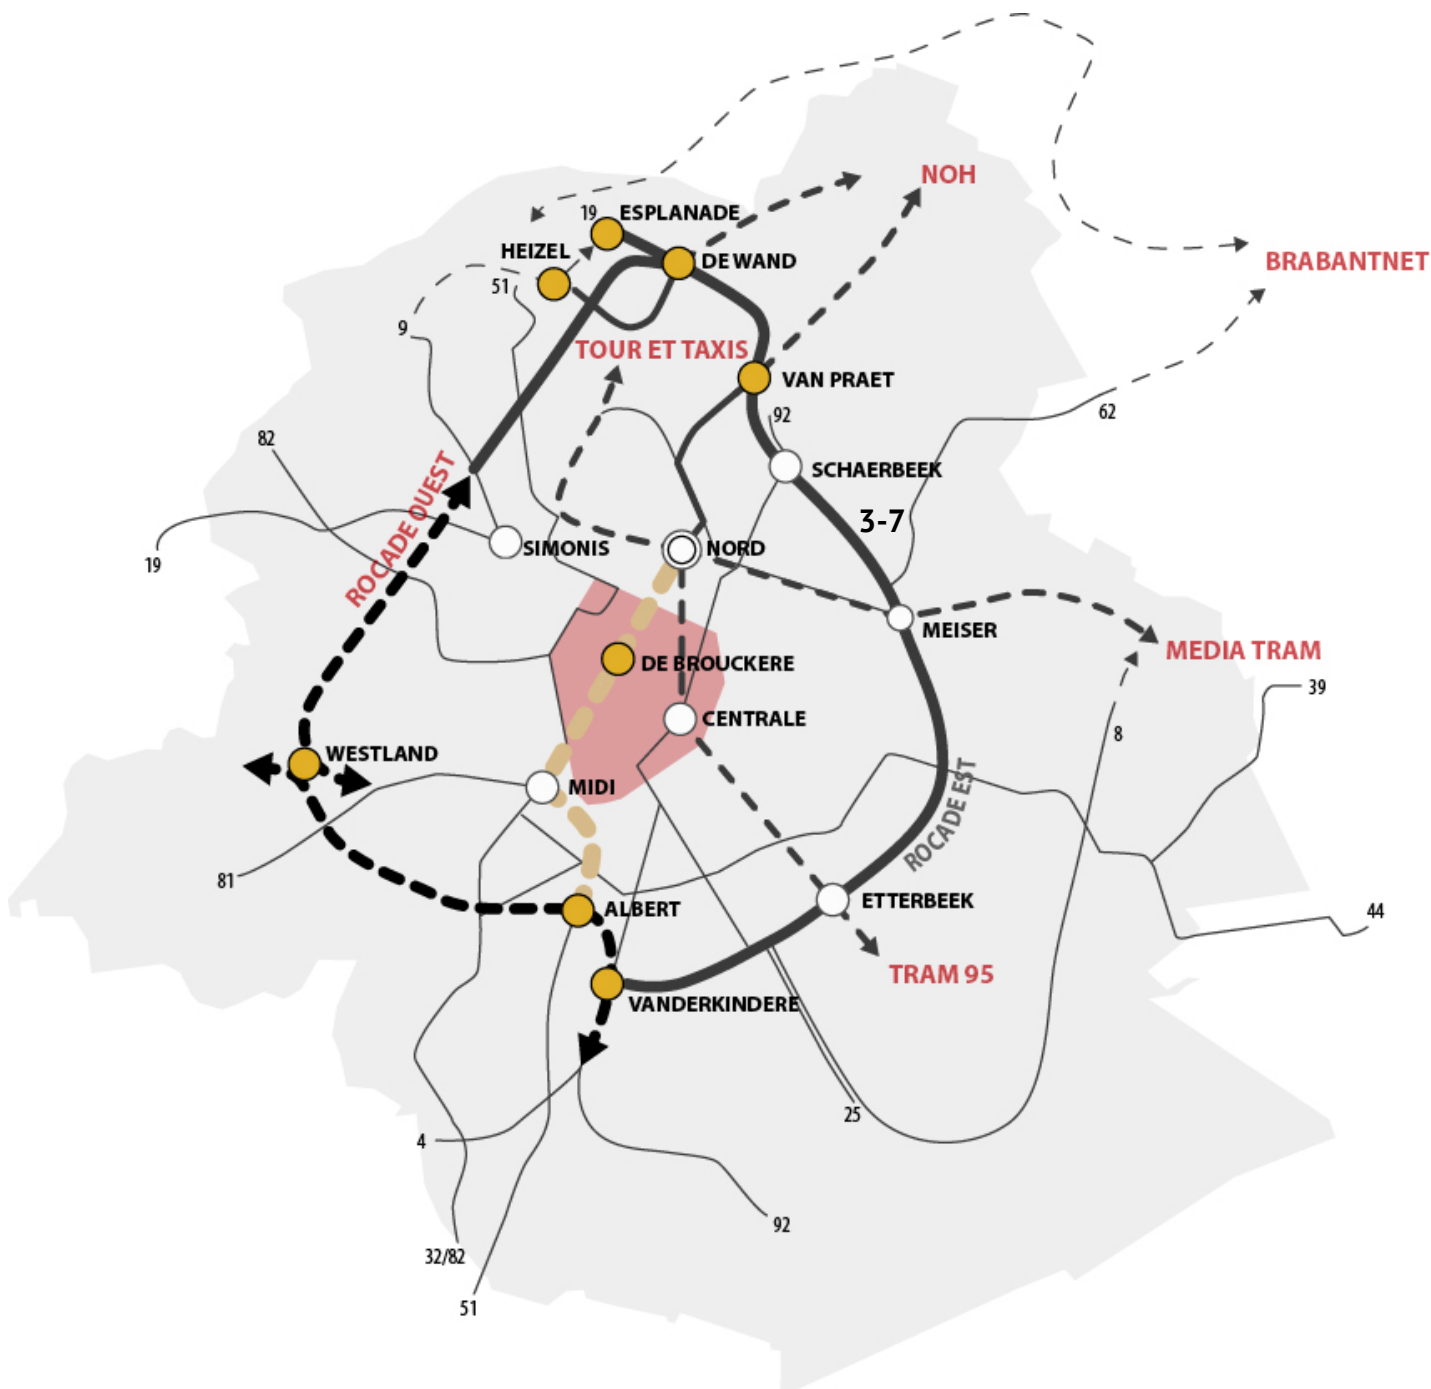 NOH
19
ESPLANADE
HEIZEL
DE WAND
BRABANTNET
51
9
TOUR ET TAXIS
VAN PRAET
92
62
82
SCHAERBEEK
ROCADE OUEST
3-7
19
SIMONIS
NORD
MEISER
MEDIA TRAM
DE BROUCKERE
39
CENTRALE
8
WESTLAND
MIDI
ROCADE EST
81
ETTERBEEK
ALBERT
44
TRAM 95
VANDERKINDERE
25
4
92
32/82
51